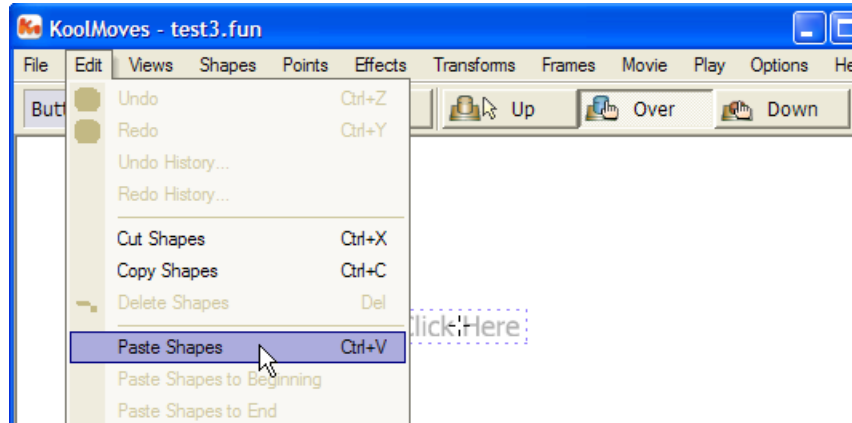 KoolMoves - test3.fun
File Edit Views Shapes Points Effects Transforms Frames Movie Play Options He
Butt Up Over Down
Undo Ctrl+Z
Redo Ctrl+Y
Undo History...
Redo History...
Cut Shapes Ctrl+X
Copy Shapes Ctrl+C
Delete Shapes Del
Click Here
Paste Shapes Ctrl+V
Paste Shapes to Beginning
Paste Shapes to End